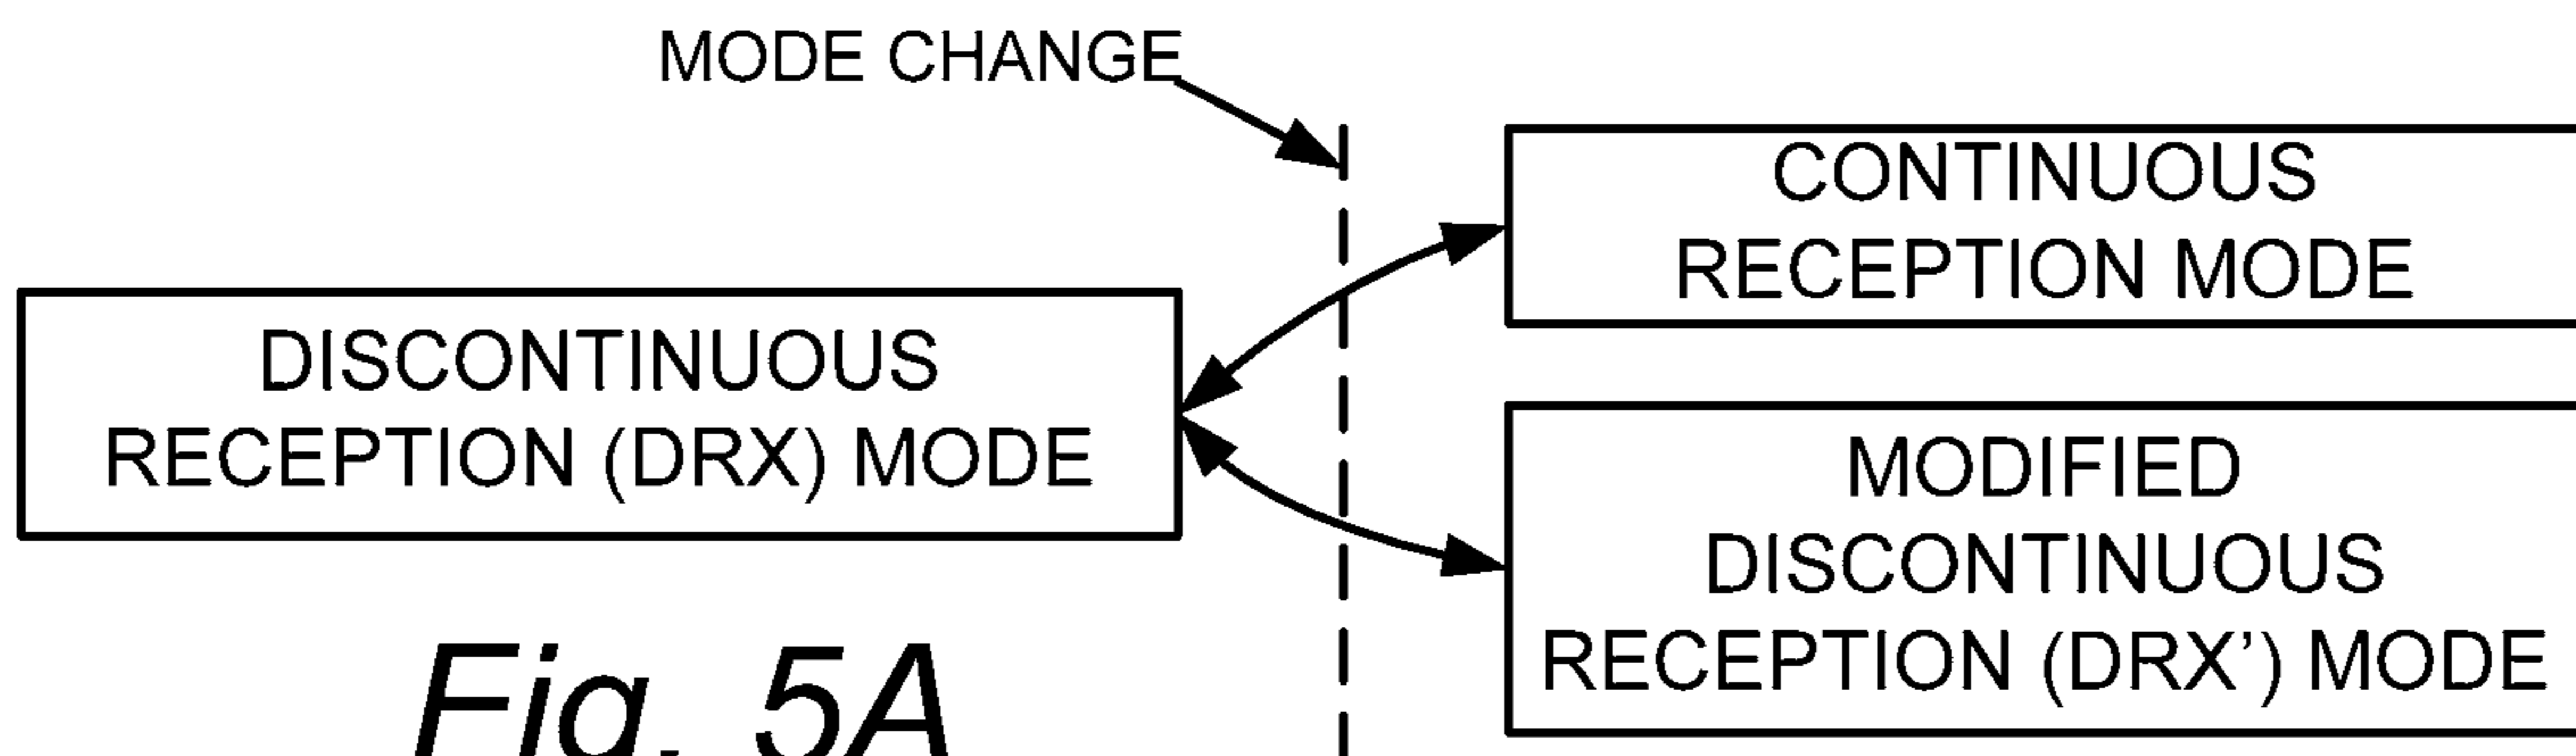 MODE CHANGE
CONTINUOUS
RECEPTION MODE
DISCONTINUOUS
RECEPTION (DRX) MODE
MODIFIED
DISCONTINUOUS
RECEPTION (DRX’) MODE
Fig. 5A